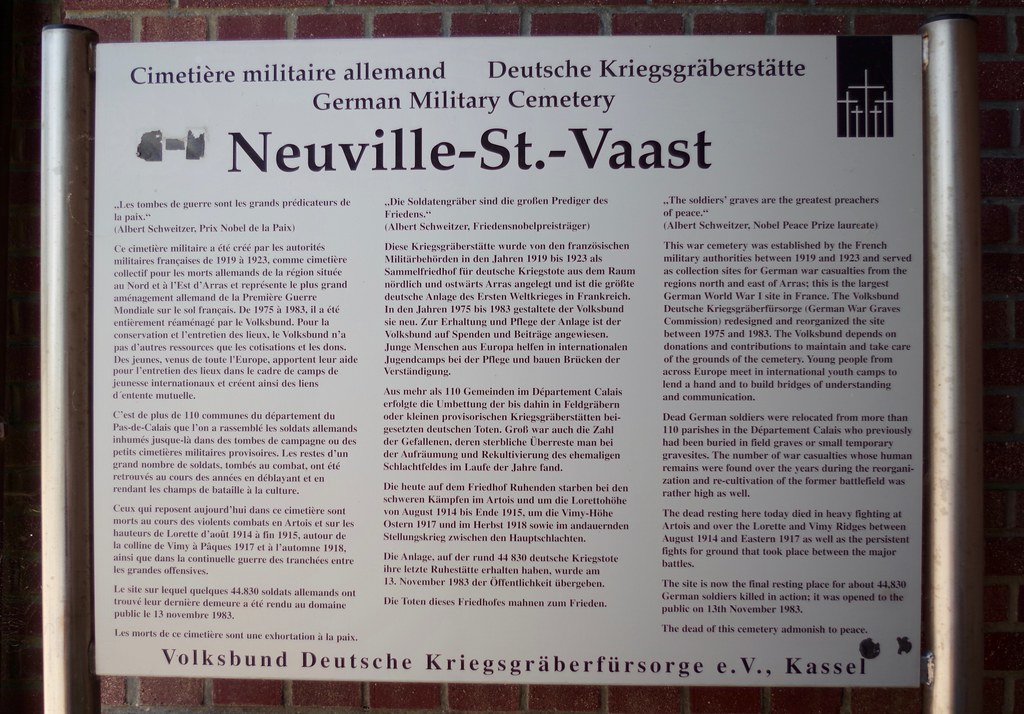 Cimetière militaire allemand Deutsche Kriegsgräberstätte
German Military Cemetery
Neuville-St.-Vaast
„Les tombes de guerre sont les grands prédicateurs de
la paix.“
(Albert Schweitzer, Prix Nobel de la Paix)
Ce cimetière militaire a été créé par les autorités
militaires françaises de 1919 à 1923, comme cimetière
collectif pour les morts allemands de la région située
au Nord et à l'Est d'Arras et représente le plus grand
aménagement allemand de la Première Guerre
Mondiale sur le sol français. De 1975 à 1983, il a été
entièrement réaménagé par le Volksbund. Pour la
conservation et l'entretien des lieux, le Volksbund n'a
pas d'autres ressources que les cotisations et les dons.
Des jeunes, venus de toute l'Europe, apportent leur aide
pour l'entretien des lieux dans le cadre de camps de
jeunesse internationaux et créent ainsi des liens
d'entente mutuelle.
C'est de plus de 110 communes du département du
Pas-de-Calais que l'on a rassemblé les soldats allemands
inhumés jusque-là dans des tombes de campagne ou des
petits cimetières militaires provisoires. Les restes d'un
grand nombre de soldats, tombés au combat, ont été
retrouvés au cours des années en déblayant et en
rendant les champs de bataille à la culture.
Ceux qui reposent aujourd'hui dans ce cimetière sont
morts au cours des violents combats en Artois et sur les
hauteurs de Lorette d'août 1914 à fin 1915, autour de
la colline de Vimy à Pâques 1917 et à l'automne 1918,
ainsi que dans la continuelle guerre des tranchées entre
les grandes offensives.
Le site sur lequel quelques 44.830 soldats allemands ont
trouvé leur dernière demeure a été rendu au domaine
public le 13 novembre 1983.
Les morts de ce cimetière sont une exhortation à la paix.
„Die Soldatengräber sind die großen Prediger des
Friedens.“
(Albert Schweitzer, Friedensnobelpreisträger)
Diese Kriegsgräberstätte wurde von den französischen
Militärbehörden in den Jahren 1919 bis 1923 als
Sammelfriedhof für deutsche Kriegstote aus dem Raum
nördlich und ostwärts Arras angelegt und ist die größte
deutsche Anlage des Ersten Weltkrieges in Frankreich.
In den Jahren 1975 bis 1983 gestaltete der Volksbund
sie neu. Zur Erhaltung und Pflege der Anlage ist der
Volksbund auf Spenden und Beiträge angewiesen.
Junge Menschen aus Europa helfen in internationalen
Jugendcamps bei der Pflege und bauen Brücken der
Verständigung.
Aus mehr als 110 Gemeinden im Département Calais
erfolgte die Umbettung der bis dahin in Feldgräbern
oder kleinen provisorischen Kriegsgräberstätten bei-
gesetzten deutschen Toten. Groß war auch die Zahl
der Gefallenen, deren sterbliche Überreste man bei
der Aufräumung und Rekultivierung des ehemaligen
Schlachtfeldes im Laufe der Jahre fand.
Die heute auf dem Friedhof Ruhenden starben bei den
schweren Kämpfen im Artois und um die Lorettohöhe
von August 1914 bis Ende 1915, um die Vimy-Höhe
Ostern 1917 und im Herbst 1918 sowie im andauernden
Stellungskrieg zwischen den Hauptschlachten.
Die Anlage, auf der rund 44 830 deutsche Kriegstote
ihre letzte Ruhestätte erhalten haben, wurde am
13. November 1983 der Öffentlichkeit übergeben.
Die Toten dieses Friedhofes mahnen zum Frieden.
„The soldiers' graves are the greatest preachers
of peace.“
(Albert Schweitzer, Nobel Peace Prize laureate)
This war cemetery was established by the French
military authorities between 1919 and 1923 and served
as collection sites for German war casualties from the
regions north and east of Arras; this is the largest
German World War I site in France. The Volksbund
Deutsche Kriegsgräberfürsorge (German War Graves
Commission) redesigned and reorganized the site
between 1975 and 1983. The Volksbund depends on
donations and contributions to maintain and take care
of the grounds of the cemetery. Young people from
across Europe meet in international youth camps to
lend a hand and to build bridges of understanding
and communication.
Dead German soldiers were relocated from more than
110 parishes in the Département Calais who previously
had been buried in field graves or small temporary
gravesites. The number of war casualties whose human
remains were found over the years during the reorgani-
zation and re-cultivation of the former battlefield was
rather high as well.
The dead resting here today died in heavy fighting at
Artois and over the Lorette and Vimy Ridges between
August 1914 and Eastern 1917 as well as the persistent
fights for ground that took place between the major
battles.
The site is now the final resting place for about 44,830
German soldiers killed in action; it was opened to the
public on 13th November 1983.
The dead of this cemetery admonish to peace.
Volksbund Deutsche Kriegsgräberfürsorge e.V., Kassel